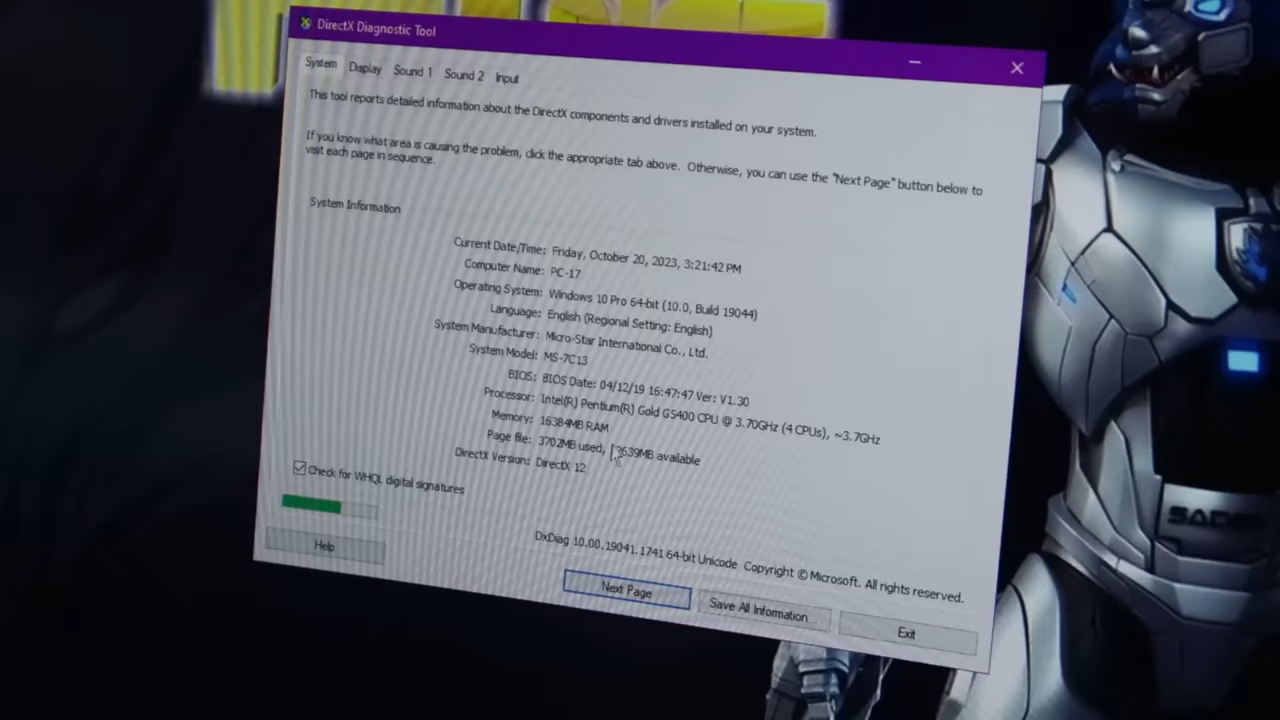 DirectX Diagnostic Tool
System Display Sound 1 Sound 2 Input
This tool reports detailed information about the DirectX components and drivers installed on your system.
If you know what area is causing the problem, click the appropriate tab above. Otherwise, you can use the "Next Page" button below to
visit each page in sequence.
System Information
Current Date/Time: Friday, October 20, 2023, 3:21:42 PM
Computer Name: PC-17
Operating System: Windows 10 Pro 64-bit (10.0, Build 19044)
Language: English (Regional Setting: English)
System Manufacturer: Micro-Star International Co., Ltd.
System Model: MS-7C13
BIOS: BIOS Date: 04/12/19 16:47:47 Ver: V1.30
Processor: Intel(R) Pentium(R) Gold G5400 CPU @ 3.70GHz (4 CPUs), ~3.7GHz
Memory: 16384MB RAM
Page file: 3702MB used, available
DirectX Version: DirectX 12
Check for WHQL digital signatures
DxDiag 10.00.19041.1741 64-bit Unicode Copyright © Microsoft. All rights reserved.
Help
Next Page
Save All Information...
Exit